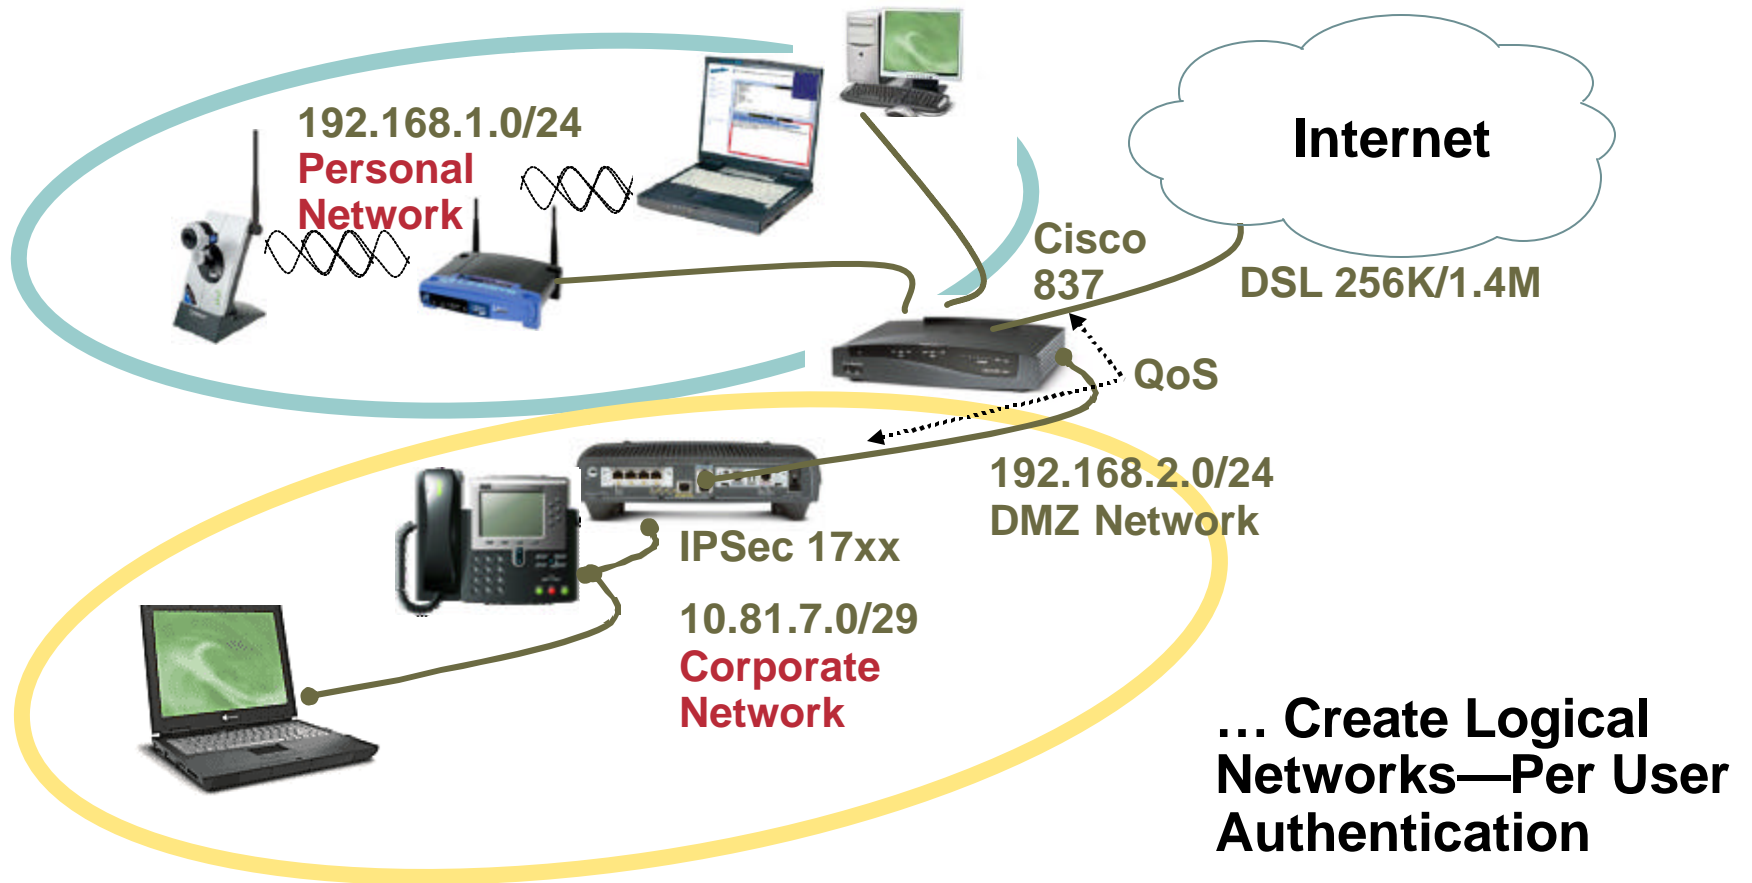 192.168.1.0/24
Personal
Network
Internet
Cisco
837
DSL 256K/1.4M
QoS
192.168.2.0/24
DMZ Network
IPSec 17xx
10.81.7.0/29
Corporate
Network
… Create Logical
Networks—Per User
Authentication